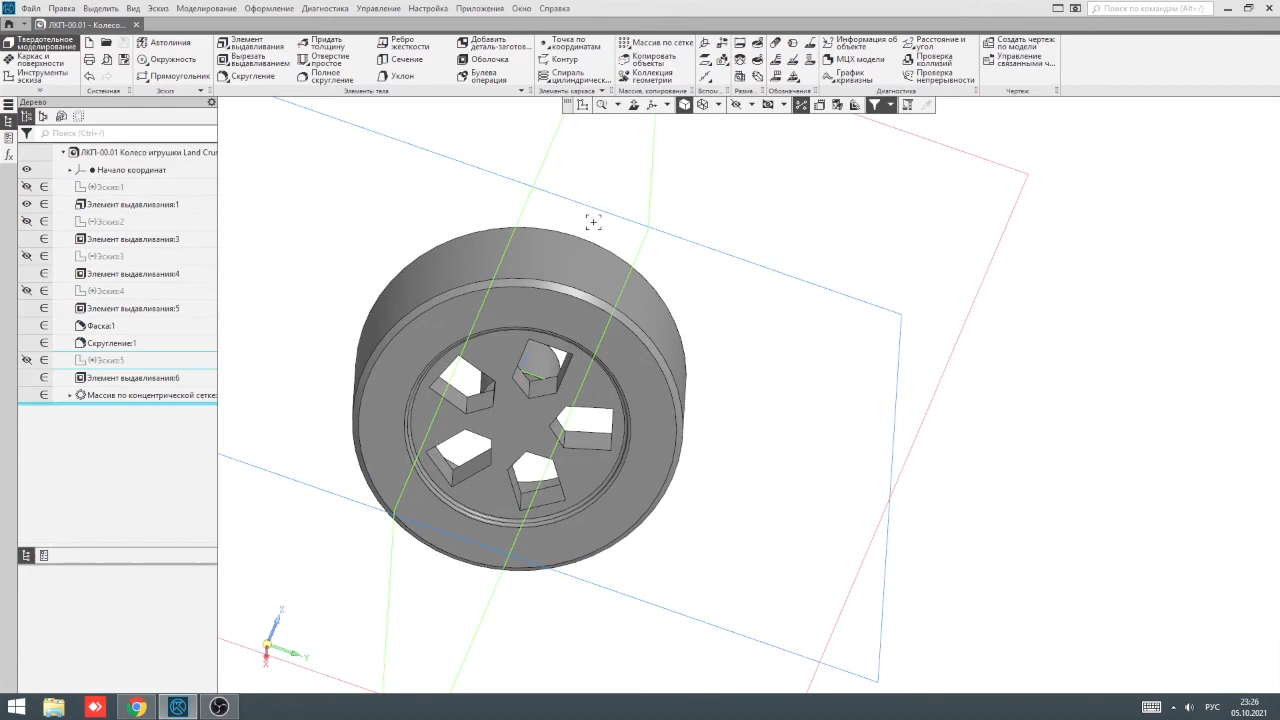 Файл Правка Выделить Вид Эскиз Моделирование Оформление Диагностика Управление Настройка Приложения Окно Справка
Поиск по командам (Alt+/)
ЛКП-00.01 - Колесо...
Твердотельное моделирование
Каркас и поверхности
Инструменты эскиза
Системная
Автолиния
Окружность
Прямоугольник
Эскиз
Элемент выдавливания
Вырезать выдавливанием
Скругление
Придать толщину
Отверстие простое
Полное скругление
Ребро жесткости
Сечение
Уклон
Добавить деталь-загото...
Оболочка
Булева операция
Элементы тела
Точка по координатам
Контур
Спираль цилиндрическ...
Элементы каркаса
Массив по сетке
Копировать объекты
Коллекция геометрии
Массив, копирование
Вспом...
Разме...
Обозначения
Информация об объекте
МЦХ модели
График кривизны
Расстояние и угол
Проверка коллизий
Проверка непрерывности
Диагностика
Создать чертеж по модели
Управление связанными ч...
Чертеж
Дерево
Поиск (Ctrl+/)
ЛКП-00.01 Колесо игрушки Land Crus
Начало координат
(+)Эскиз:1
Элемент выдавливания:1
(−)Эскиз:2
Элемент выдавливания:3
(+)Эскиз:3
Элемент выдавливания:4
(+)Эскиз:4
Элемент выдавливания:5
Фаска:1
Скругление:1
(+)Эскиз:5
Элемент выдавливания:6
Массив по концентрической сетке:
Z
Y
X
РУС
23:26
05.10.2021